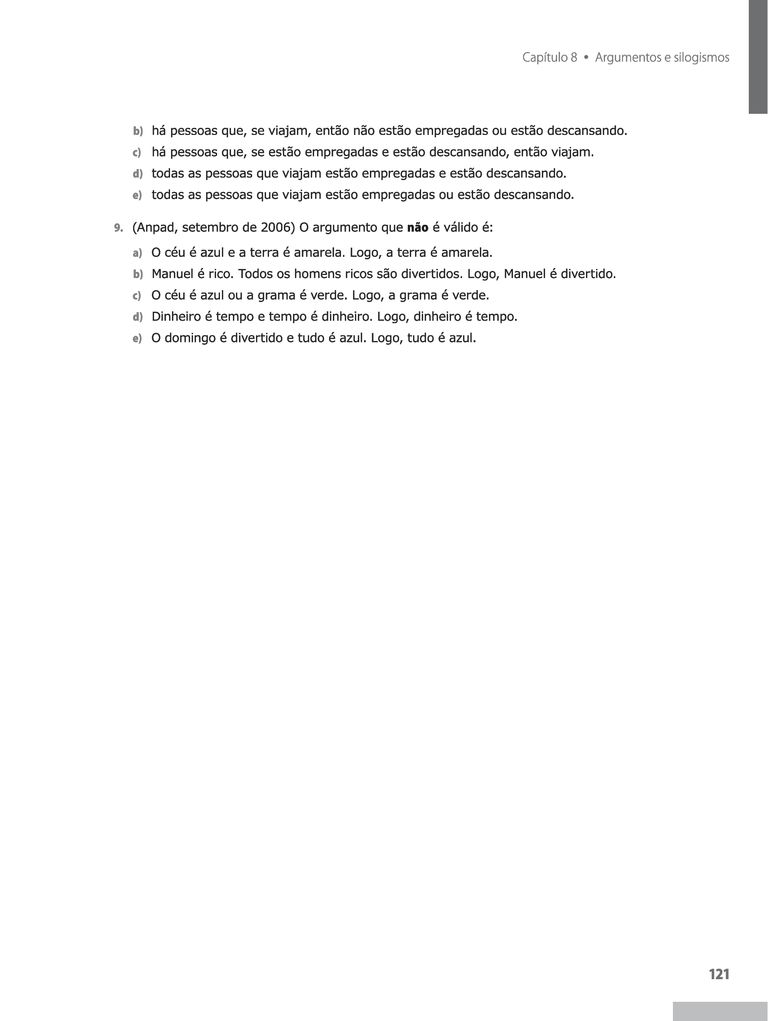 Capítulo 8 • Argumentos e silogismos
b) há pessoas que, se viajam, então não estão empregadas ou estão descansando.
c) há pessoas que, se estão empregadas e estão descansando, então viajam.
d) todas as pessoas que viajam estão empregadas e estão descansando.
e) todas as pessoas que viajam estão empregadas ou estão descansando.
9. (Anpad, setembro de 2006) O argumento que não é válido é:
a) O céu é azul e a terra é amarela. Logo, a terra é amarela.
b) Manuel é rico. Todos os homens ricos são divertidos. Logo, Manuel é divertido.
c) O céu é azul ou a grama é verde. Logo, a grama é verde.
d) Dinheiro é tempo e tempo é dinheiro. Logo, dinheiro é tempo.
e) O domingo é divertido e tudo é azul. Logo, tudo é azul.
121